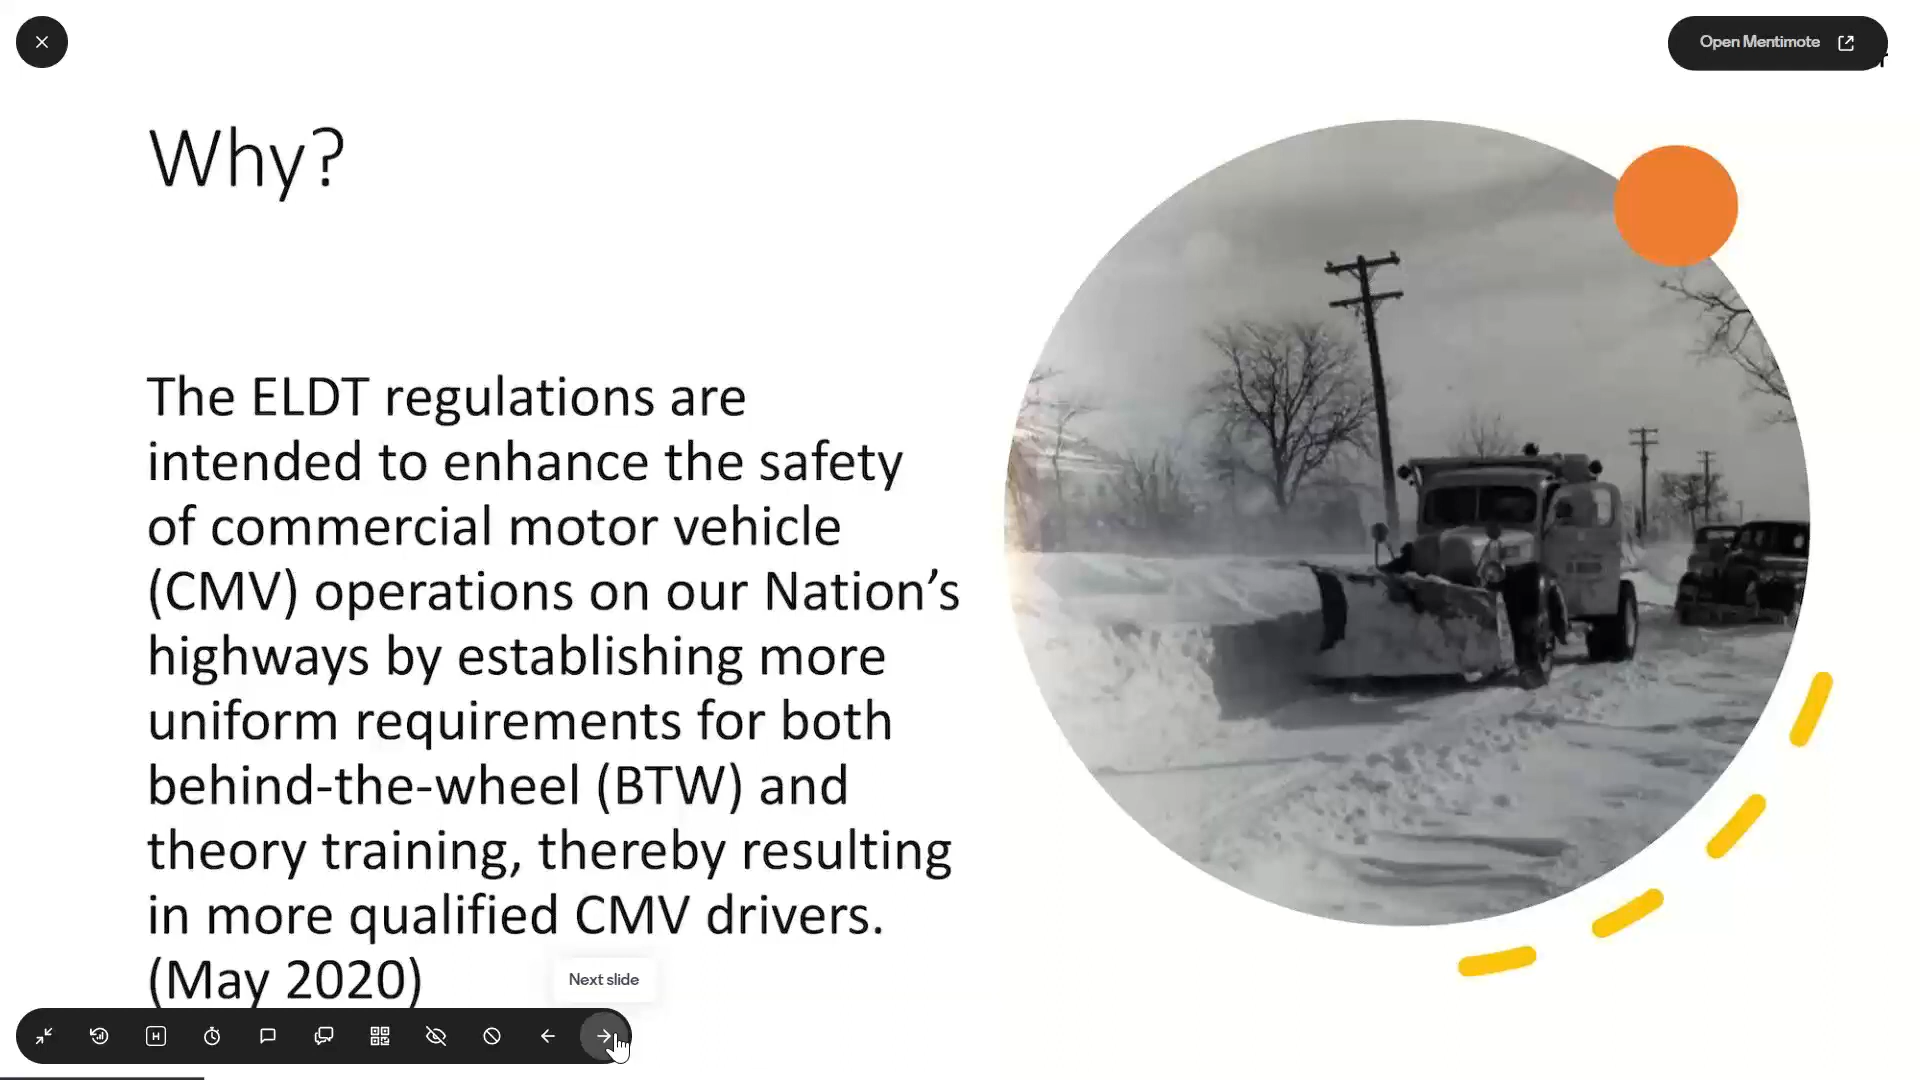 Open Mentimote
Why?
The ELDT regulations are
intended to enhance the safety
of commercial motor vehicle
(CMV) operations on our Nation’s
highways by establishing more
uniform requirements for both
behind-the-wheel (BTW) and
theory training, thereby resulting
in more qualified CMV drivers.
(May 2020)
Next slide
H